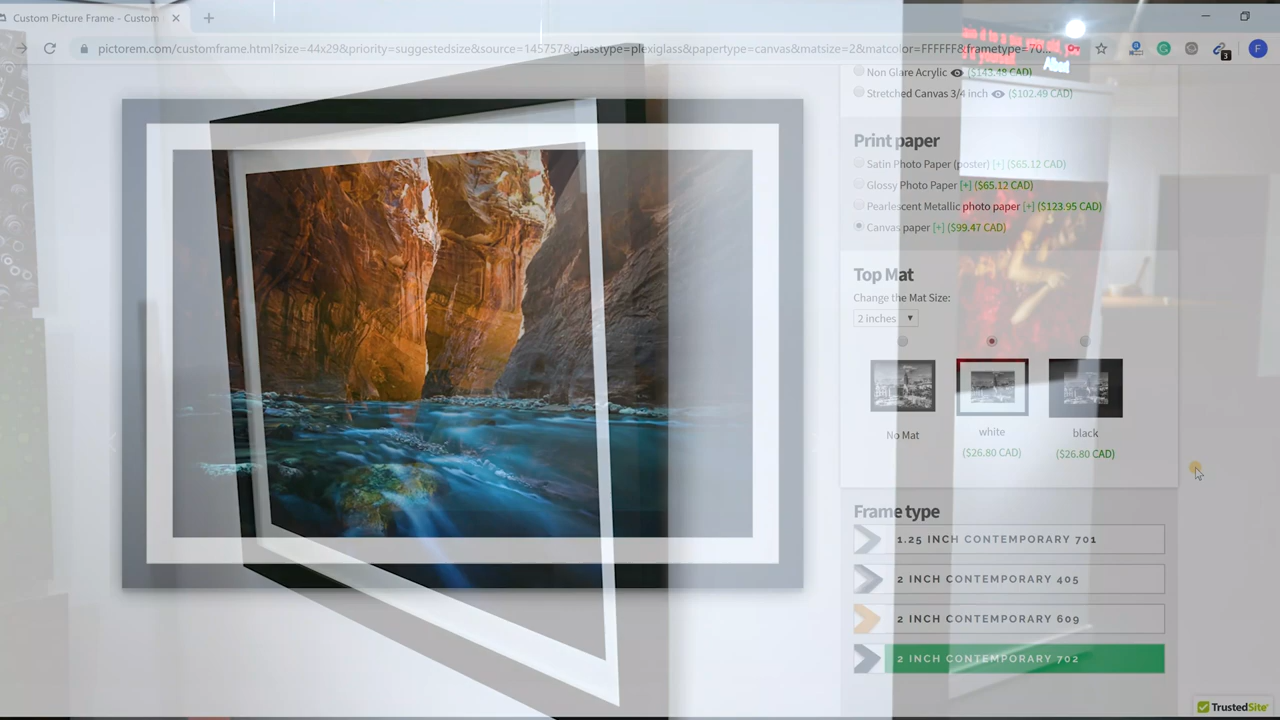 Custom Picture Frame - Custom
pictorem.com/customframe.html?size=44x29&priority=suggestedsize&source=145757&glasstype=plexiglass&papertype=canvas&matsize=2&matcolor=FFFFFF&frametype=70...
3
F
Non Glare Acrylic ($143.48 CAD)
Stretched Canvas 3/4 inch ($102.49 CAD)
Print paper
Satin Photo Paper (poster) [+] ($65.12 CAD)
Glossy Photo Paper [+] ($65.12 CAD)
Pearlescent Metallic photo paper [+] ($123.95 CAD)
Canvas paper [+] ($99.47 CAD)
Top Mat
Change the Mat Size:
2 inches
No Mat
white
($26.80 CAD)
black
($26.80 CAD)
Frame type
1.25 INCH CONTEMPORARY 701
2 INCH CONTEMPORARY 405
2 INCH CONTEMPORARY 609
2 INCH CONTEMPORARY 702
TrustedSite